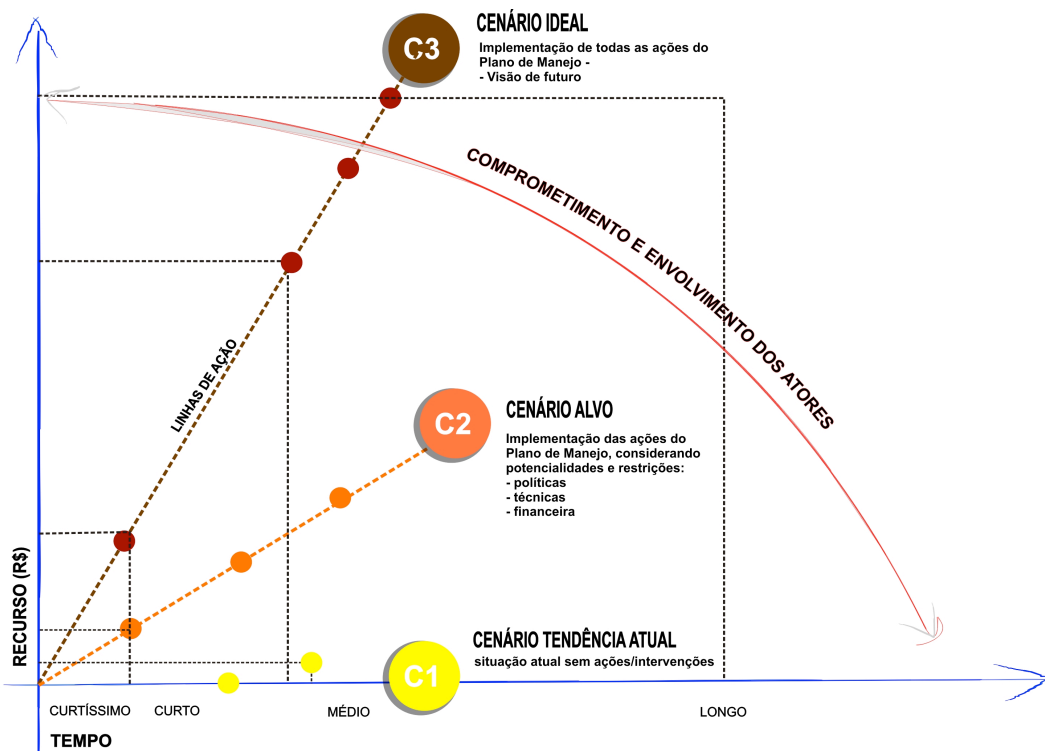 C3
CENÁRIO IDEAL
Implementação de todas as ações do
Plano de Manejo -
- Visão de futuro
COMPROMETIMENTO E ENVOLVIMENTO DOS ATORES
LINHAS DE AÇÃO
C2
CENÁRIO ALVO
Implementação das ações do
Plano de Manejo, considerando
potencialidades e restrições:
- políticas
- técnicas
- financeira
RECURSO (R$)
C1
CENÁRIO TENDÊNCIA ATUAL
situação atual sem ações/intervenções
CURTÍSSIMO
CURTO
MÉDIO
LONGO
TEMPO